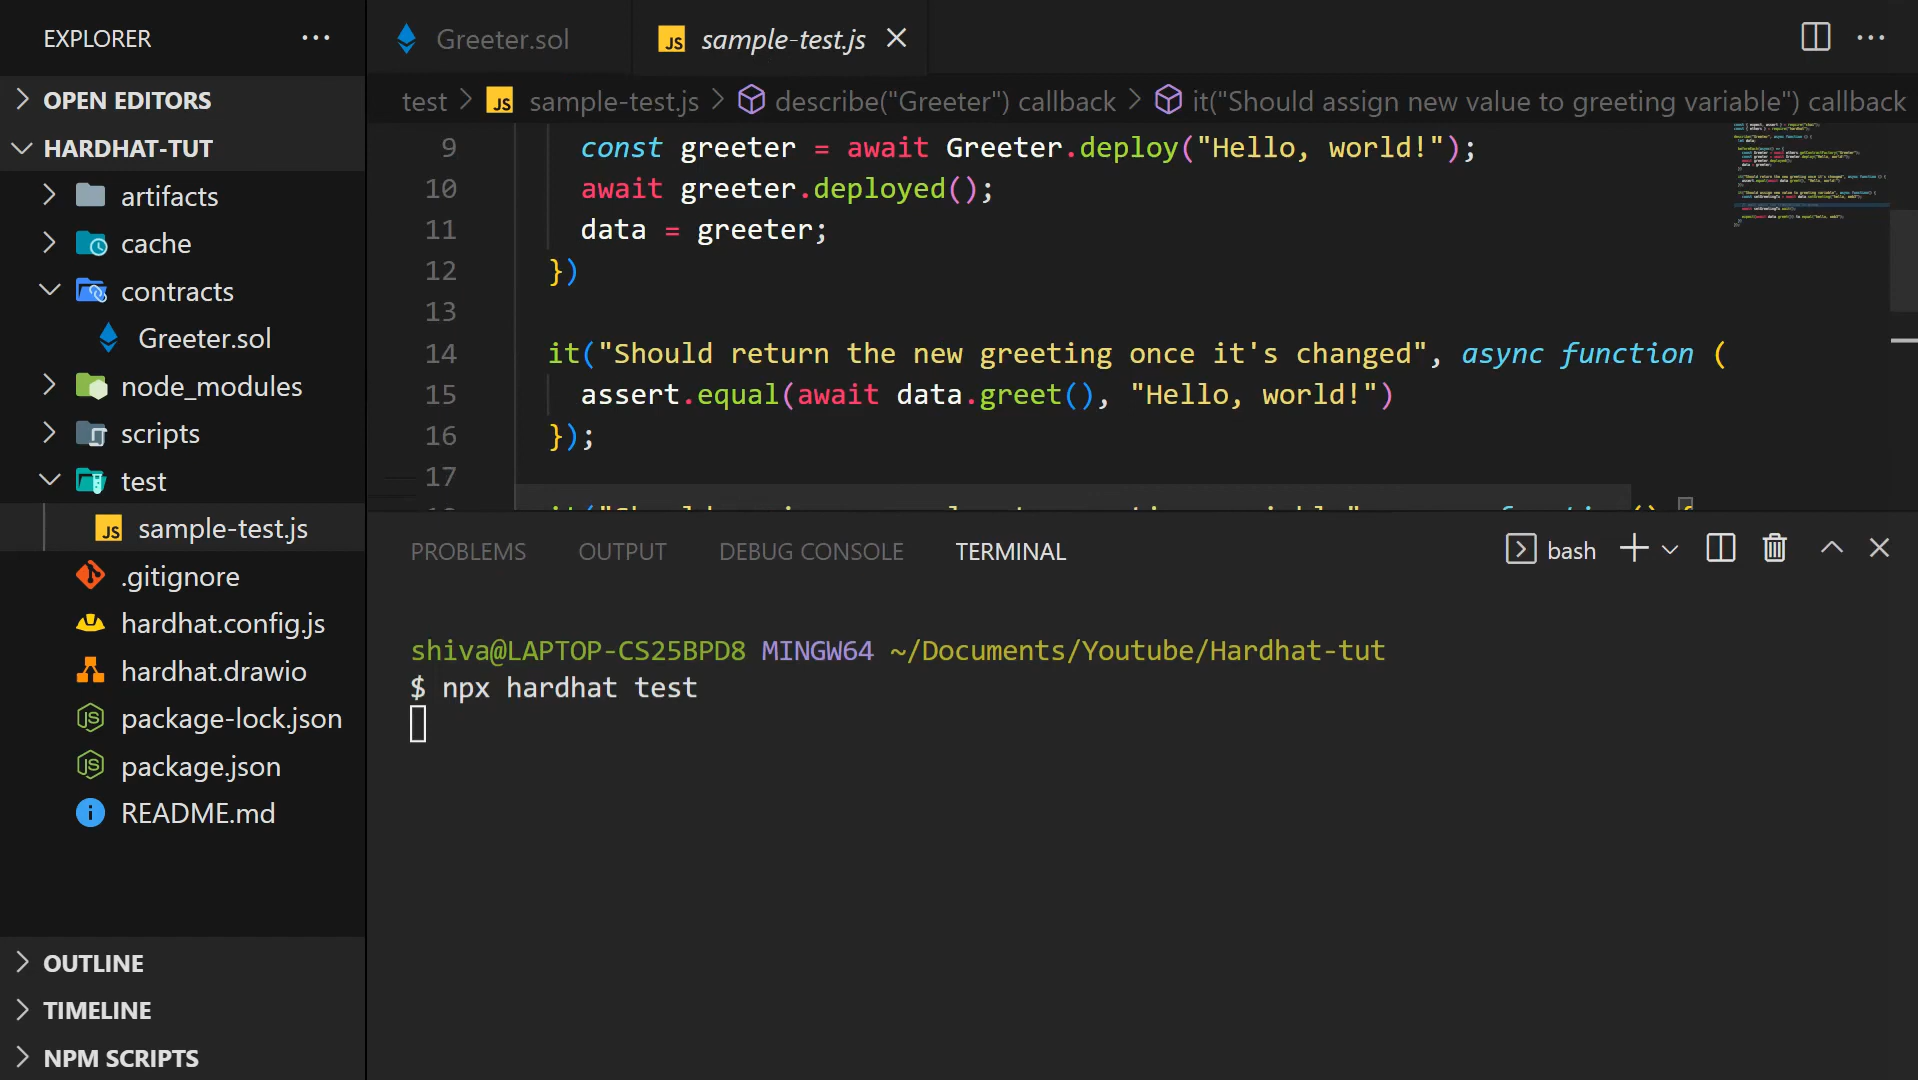 EXPLORER
OPEN EDITORS
HARDHAT-TUT
artifacts
cache
contracts
Greeter.sol
node_modules
scripts
test
sample-test.js
.gitignore
hardhat.config.js
hardhat.drawio
package-lock.json
package.json
README.md
OUTLINE
TIMELINE
NPM SCRIPTS
Greeter.sol
JS sample-test.js
test > JS sample-test.js > describe("Greeter") callback > it("Should assign new value to greeting variable") callback
9 const greeter = await Greeter.deploy("Hello, world!");
10 await greeter.deployed();
11 data = greeter;
12 })
13
14 it("Should return the new greeting once it's changed", async function (
15 assert.equal(await data.greet(), "Hello, world!")
16 });
17
PROBLEMS OUTPUT DEBUG CONSOLE TERMINAL
bash
shiva@LAPTOP-CS25BPD8 MINGW64 ~/Documents/Youtube/Hardhat-tut
$ npx hardhat test